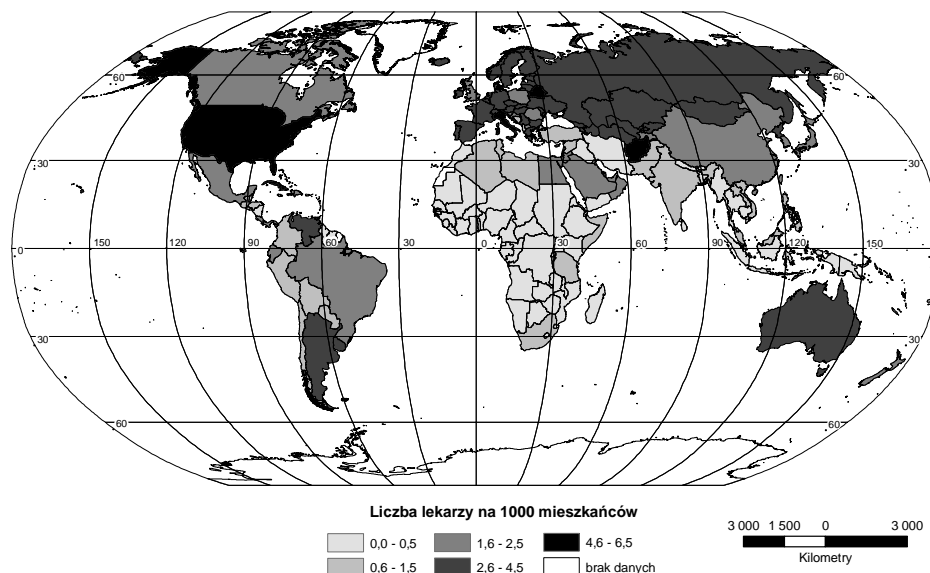 60 60
30 30
0 150 120 90 60 30 0 30 60 90 120 150 0
30 30
60 60
Liczba lekarzy na 1000 mieszkańców
0,0 - 0,5 1,6 - 2,5 4,6 - 6,5
0,6 - 1,5 2,6 - 4,5 brak danych
3 000 1 500 0 3 000
Kilometry